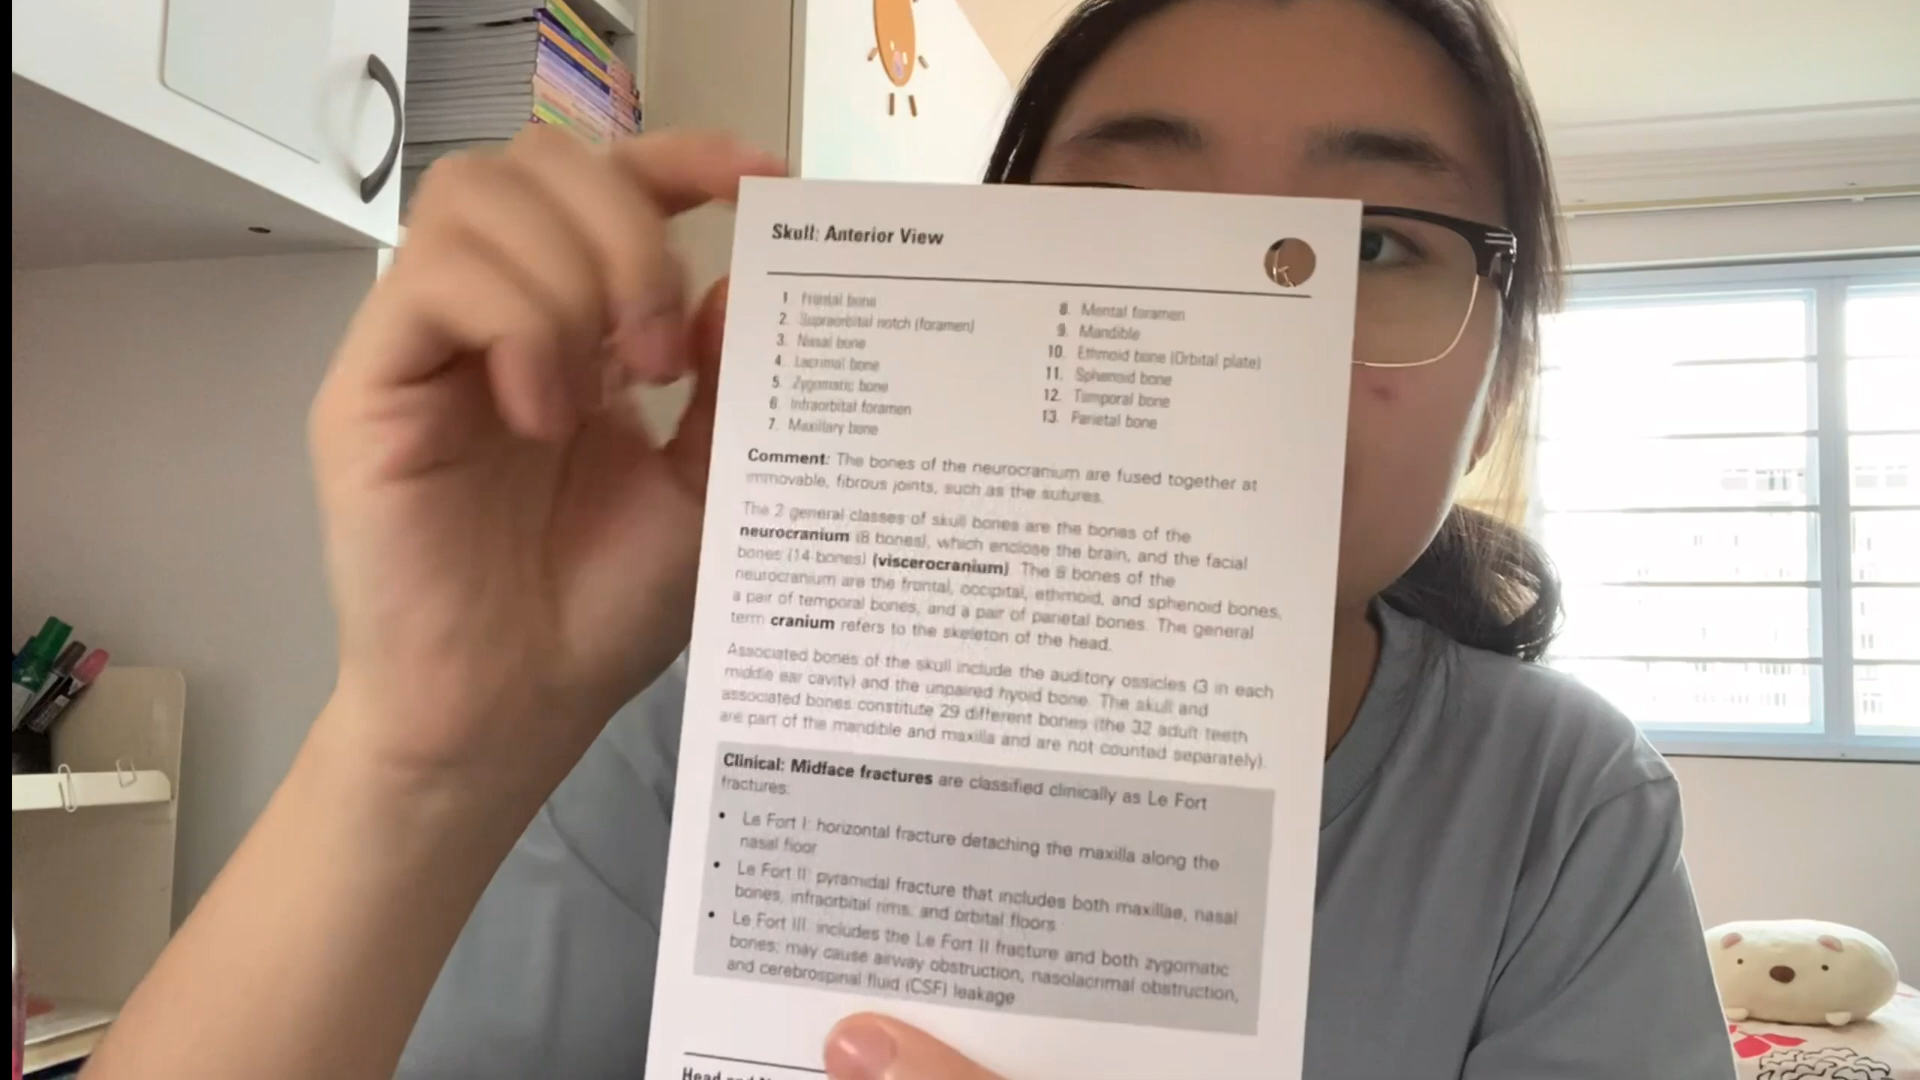 Skull: Anterior View
1. Frontal bone
2. Supraorbital notch (foramen)
3. Nasal bone
4. Lacrimal bone
5. Zygomatic bone
6. Infraorbital foramen
7. Maxillary bone
8. Mental foramen
9. Mandible
10. Ethmoid bone (Orbital plate)
11. Sphenoid bone
12. Temporal bone
13. Parietal bone
Comment: The bones of the neurocranium are fused together at
immovable, fibrous joints, such as the sutures.
The 2 general classes of skull bones are the bones of the
neurocranium (8 bones), which enclose the brain, and the facial
bones (14 bones) (viscerocranium). The 8 bones of the
neurocranium are the frontal, occipital, ethmoid, and sphenoid bones,
a pair of temporal bones, and a pair of parietal bones. The general
term cranium refers to the skeleton of the head.
Associated bones of the skull include the auditory ossicles (3 in each
middle ear cavity) and the unpaired hyoid bone. The skull and
associated bones constitute 29 different bones (the 32 adult teeth
are part of the mandible and maxilla and are not counted separately).
Clinical: Midface fractures are classified clinically as Le Fort
fractures:
• Le Fort I: horizontal fracture detaching the maxilla along the
nasal floor
• Le Fort II: pyramidal fracture that includes both maxillae, nasal
bones, infraorbital rims, and orbital floors
• Le Fort III: includes the Le Fort II fracture and both zygomatic
bones; may cause airway obstruction, nasolacrimal obstruction,
and cerebrospinal fluid (CSF) leakage
Head and